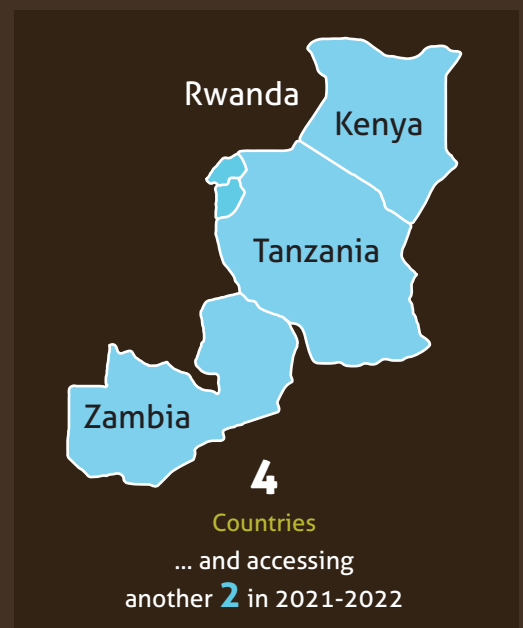 Rwanda
Kenya
Tanzania
Zambia
4
Countries
... and accessing
another 2 in 2021-2022